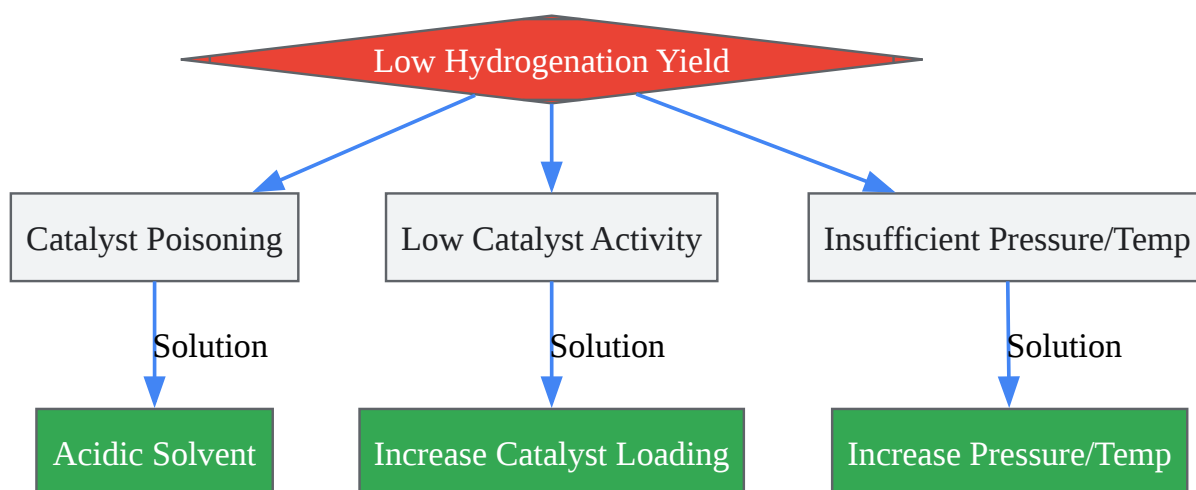 Low Hydrogenation Yield
Catalyst Poisoning
Low Catalyst Activity
Insufficient Pressure/Temp
Solution
Solution
Solution
Acidic Solvent
Increase Catalyst Loading
Increase Pressure/Temp